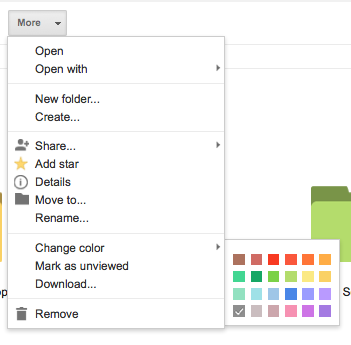 More
Open
Open with
New folder...
Create...
Share...
Add star
Details
Move to...
Rename...
Change color
Mark as unviewed
Download...
Remove